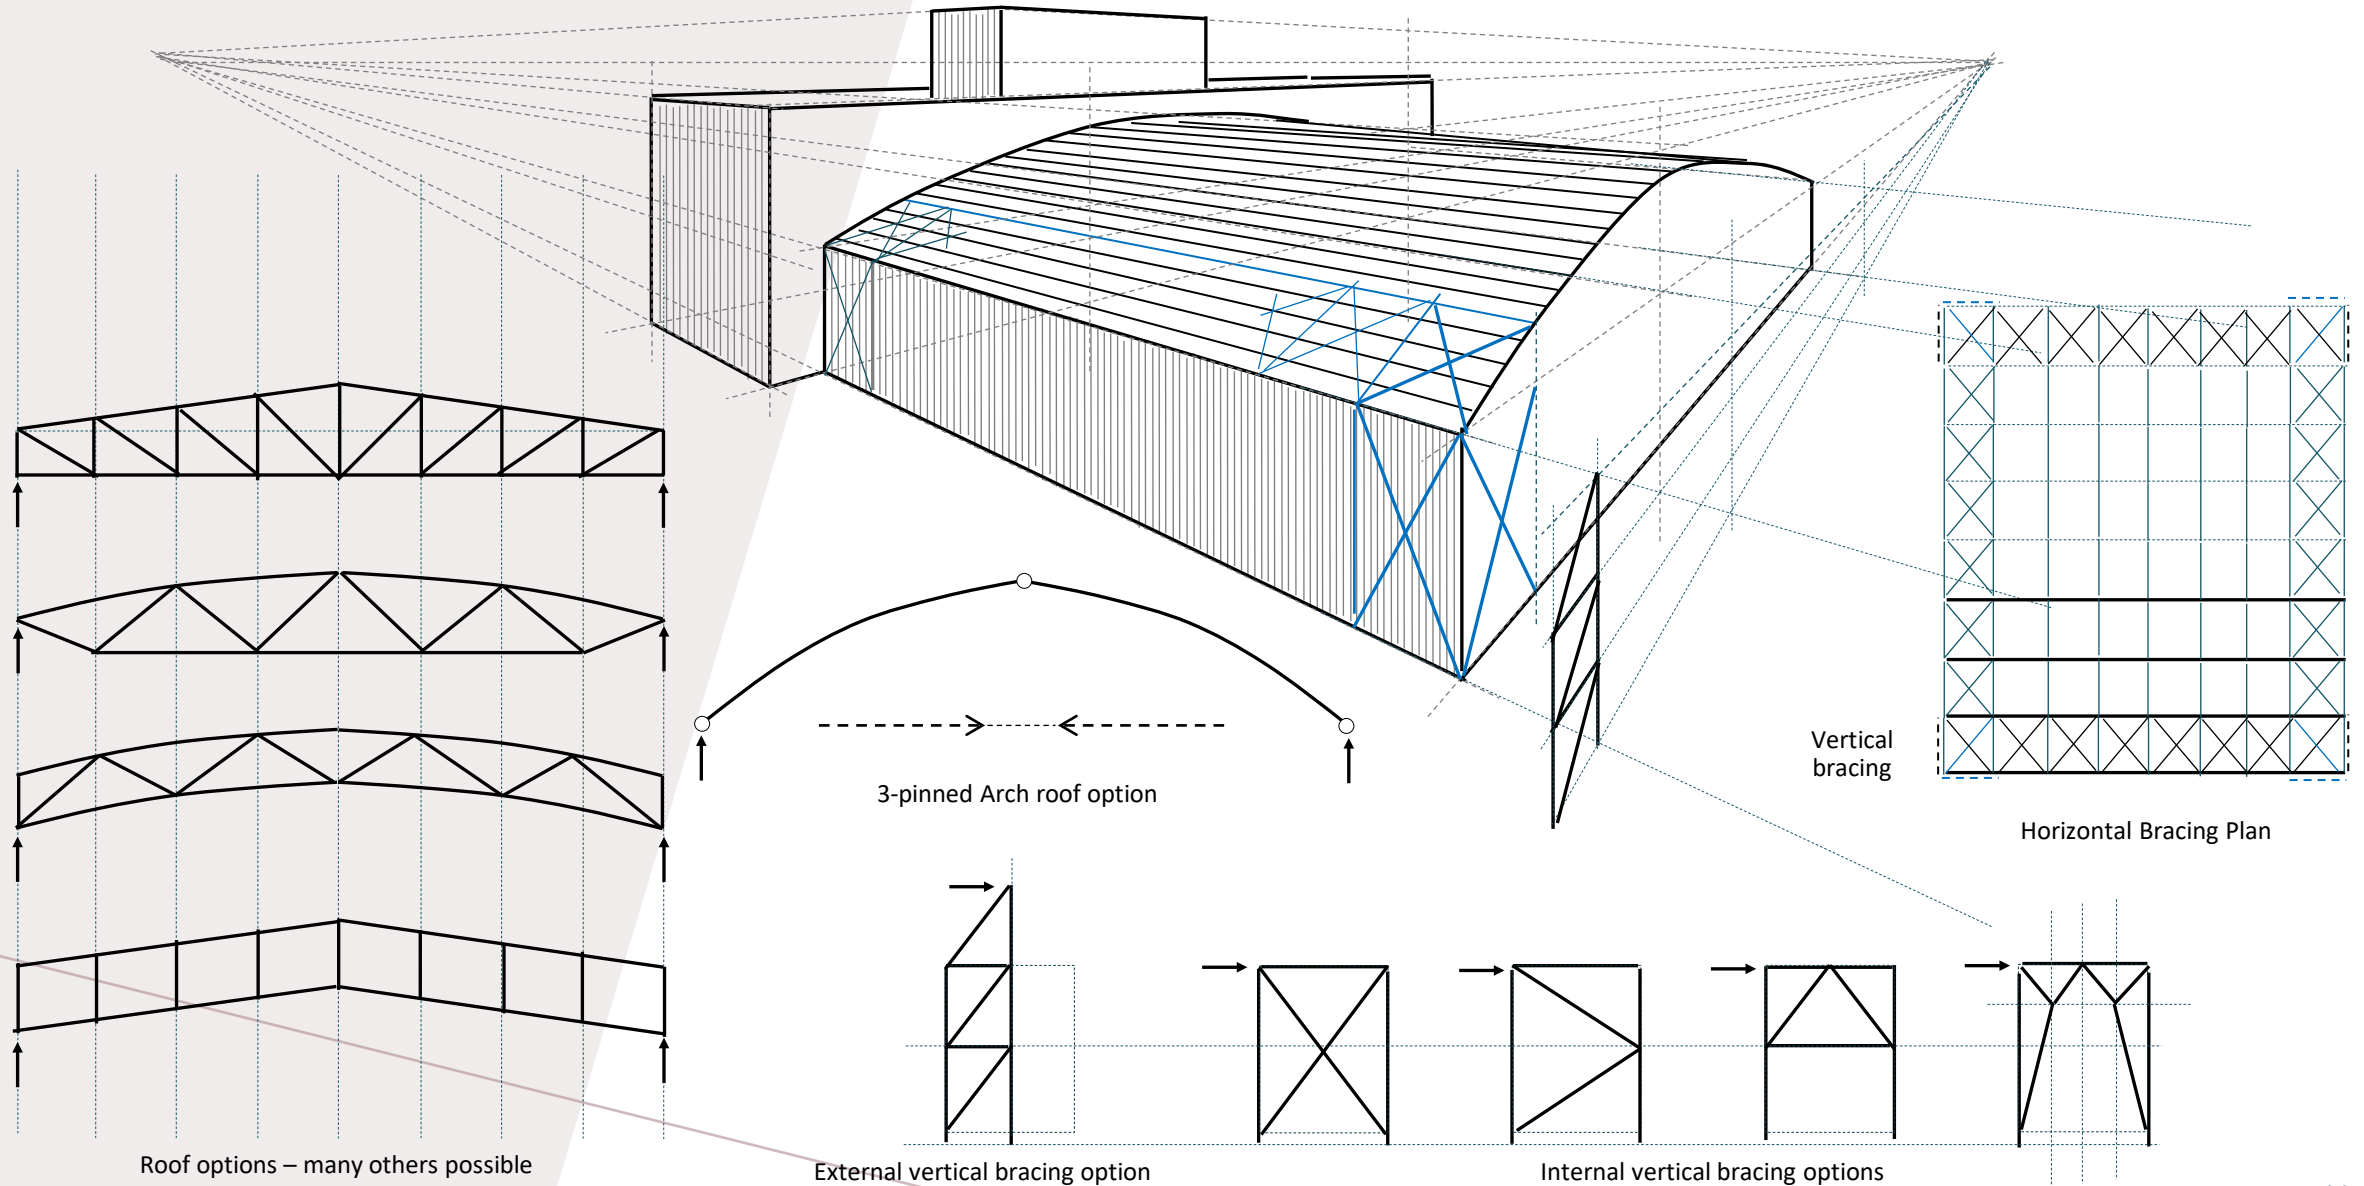 Vertical
bracing
3-pinned Arch roof option
Horizontal Bracing Plan
Roof options – many others possible
External vertical bracing option
Internal vertical bracing options